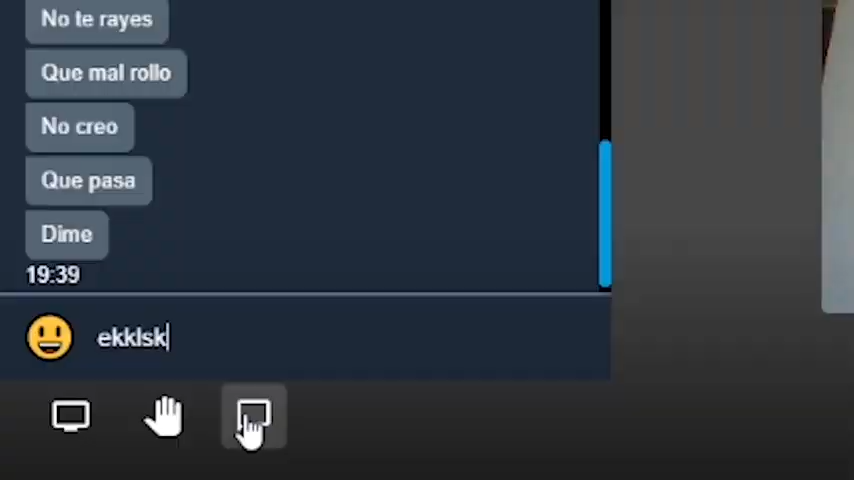 No te rayes
Que mal rollo
No creo
Que pasa
Dime
19:39
ekklsk